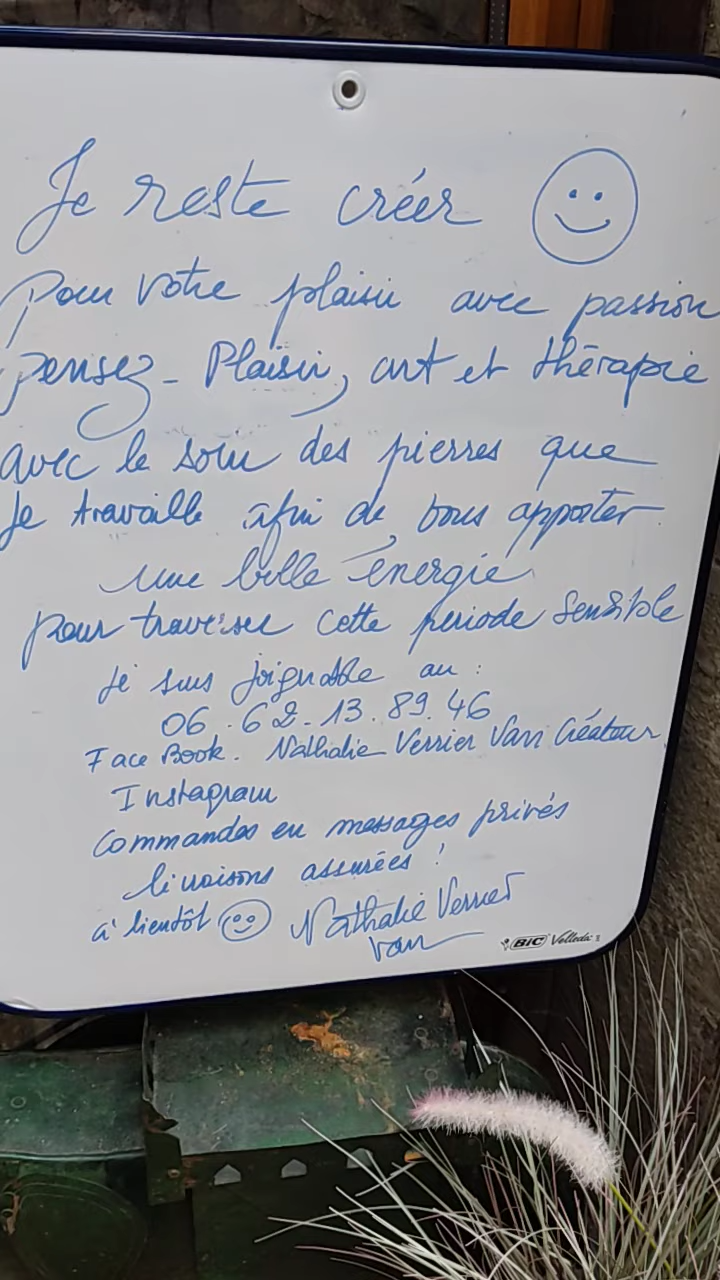 Je reste créer
pour votre plaisir avec passion
pensez - Plaisir, art et thérapie
avec le soin des pierres que
je travaille afin de vous apporter
une belle énergie
pour traverser cette periode sensible
je suis joignable au :
06.62.13.89.46
FaceBook. Nathalie Verrier Van Créateur
Instagram
Commandes en messages privés
livraisons assurées !
à bientôt Nathalie Verrier
Van
BIC Velleda